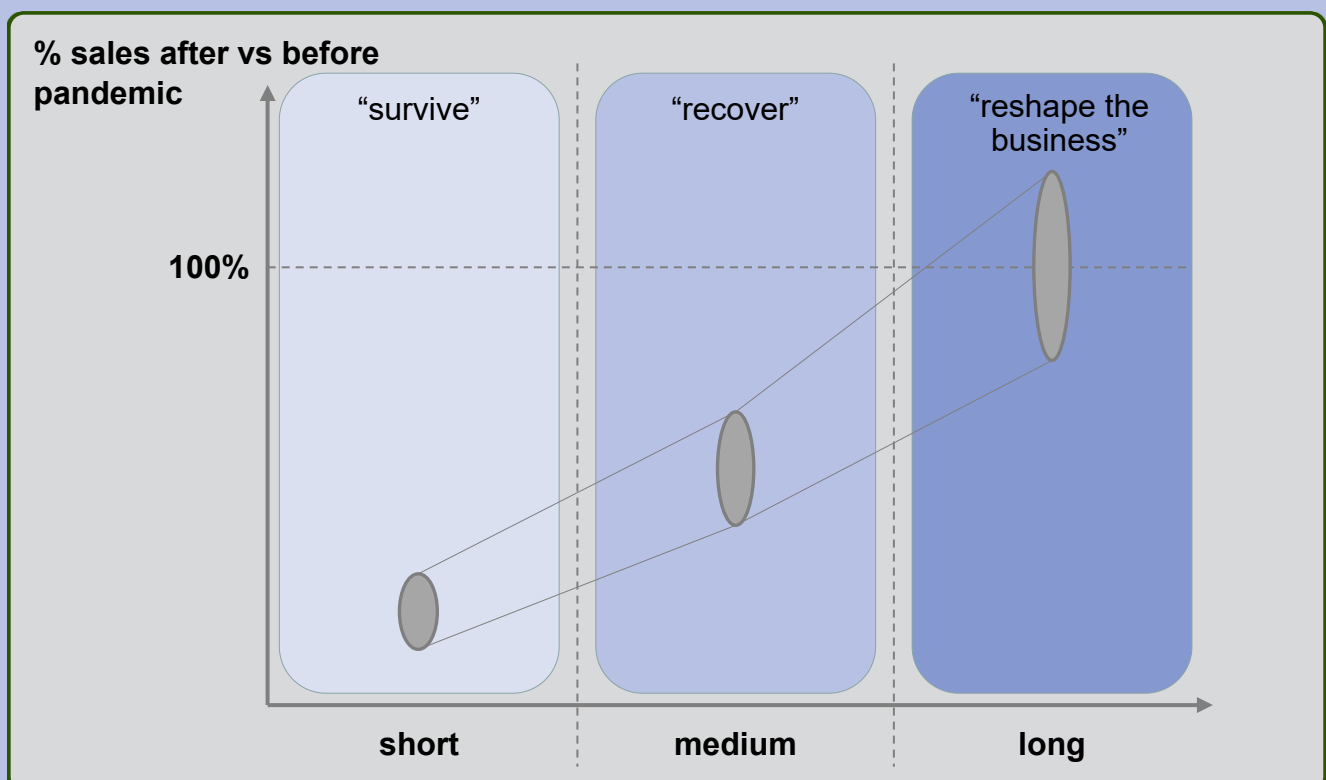 % sales after vs before
pandemic
“survive”
“recover”
“reshape the
business”
100%
short
medium
long